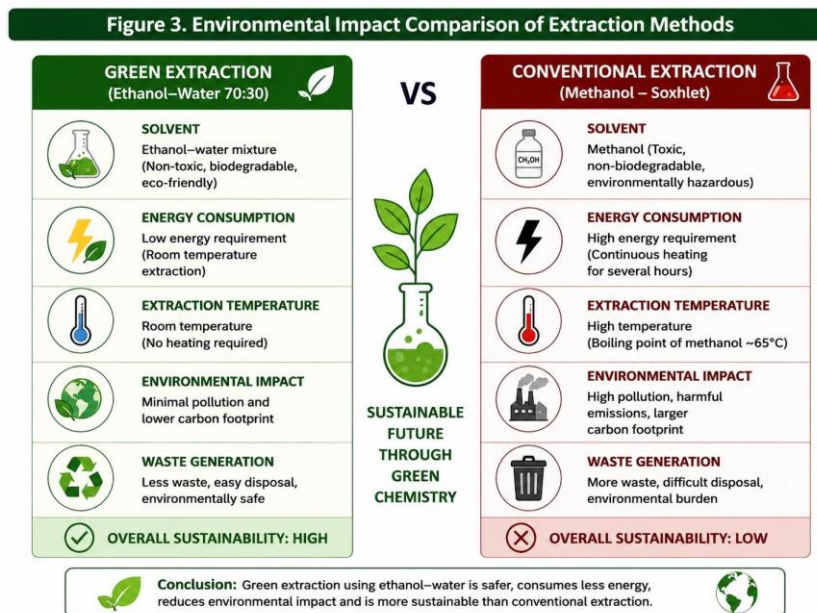 Figure 3. Environmental Impact Comparison of Extraction Methods
GREEN EXTRACTION
(Ethanol–Water 70:30)
SOLVENT
Ethanol–water mixture
(Non-toxic, biodegradable,
eco-friendly)
ENERGY CONSUMPTION
Low energy requirement
(Room temperature
extraction)
EXTRACTION TEMPERATURE
Room temperature
(No heating required)
ENVIRONMENTAL IMPACT
Minimal pollution and
lower carbon footprint
WASTE GENERATION
Less waste, easy disposal,
environmentally safe
OVERALL SUSTAINABILITY: HIGH
VS
SUSTAINABLE
FUTURE
THROUGH
GREEN
CHEMISTRY
CONVENTIONAL EXTRACTION
(Methanol – Soxhlet)
CH₃OH
SOLVENT
Methanol (Toxic,
non-biodegradable,
environmentally hazardous)
ENERGY CONSUMPTION
High energy requirement
(Continuous heating
for several hours)
EXTRACTION TEMPERATURE
High temperature
(Boiling point of methanol ~65°C)
ENVIRONMENTAL IMPACT
High pollution, harmful
emissions, larger
carbon footprint
WASTE GENERATION
More waste, difficult disposal,
environmental burden
OVERALL SUSTAINABILITY: LOW
Conclusion: Green extraction using ethanol–water is safer, consumes less energy,
reduces environmental impact and is more sustainable than conventional extraction.